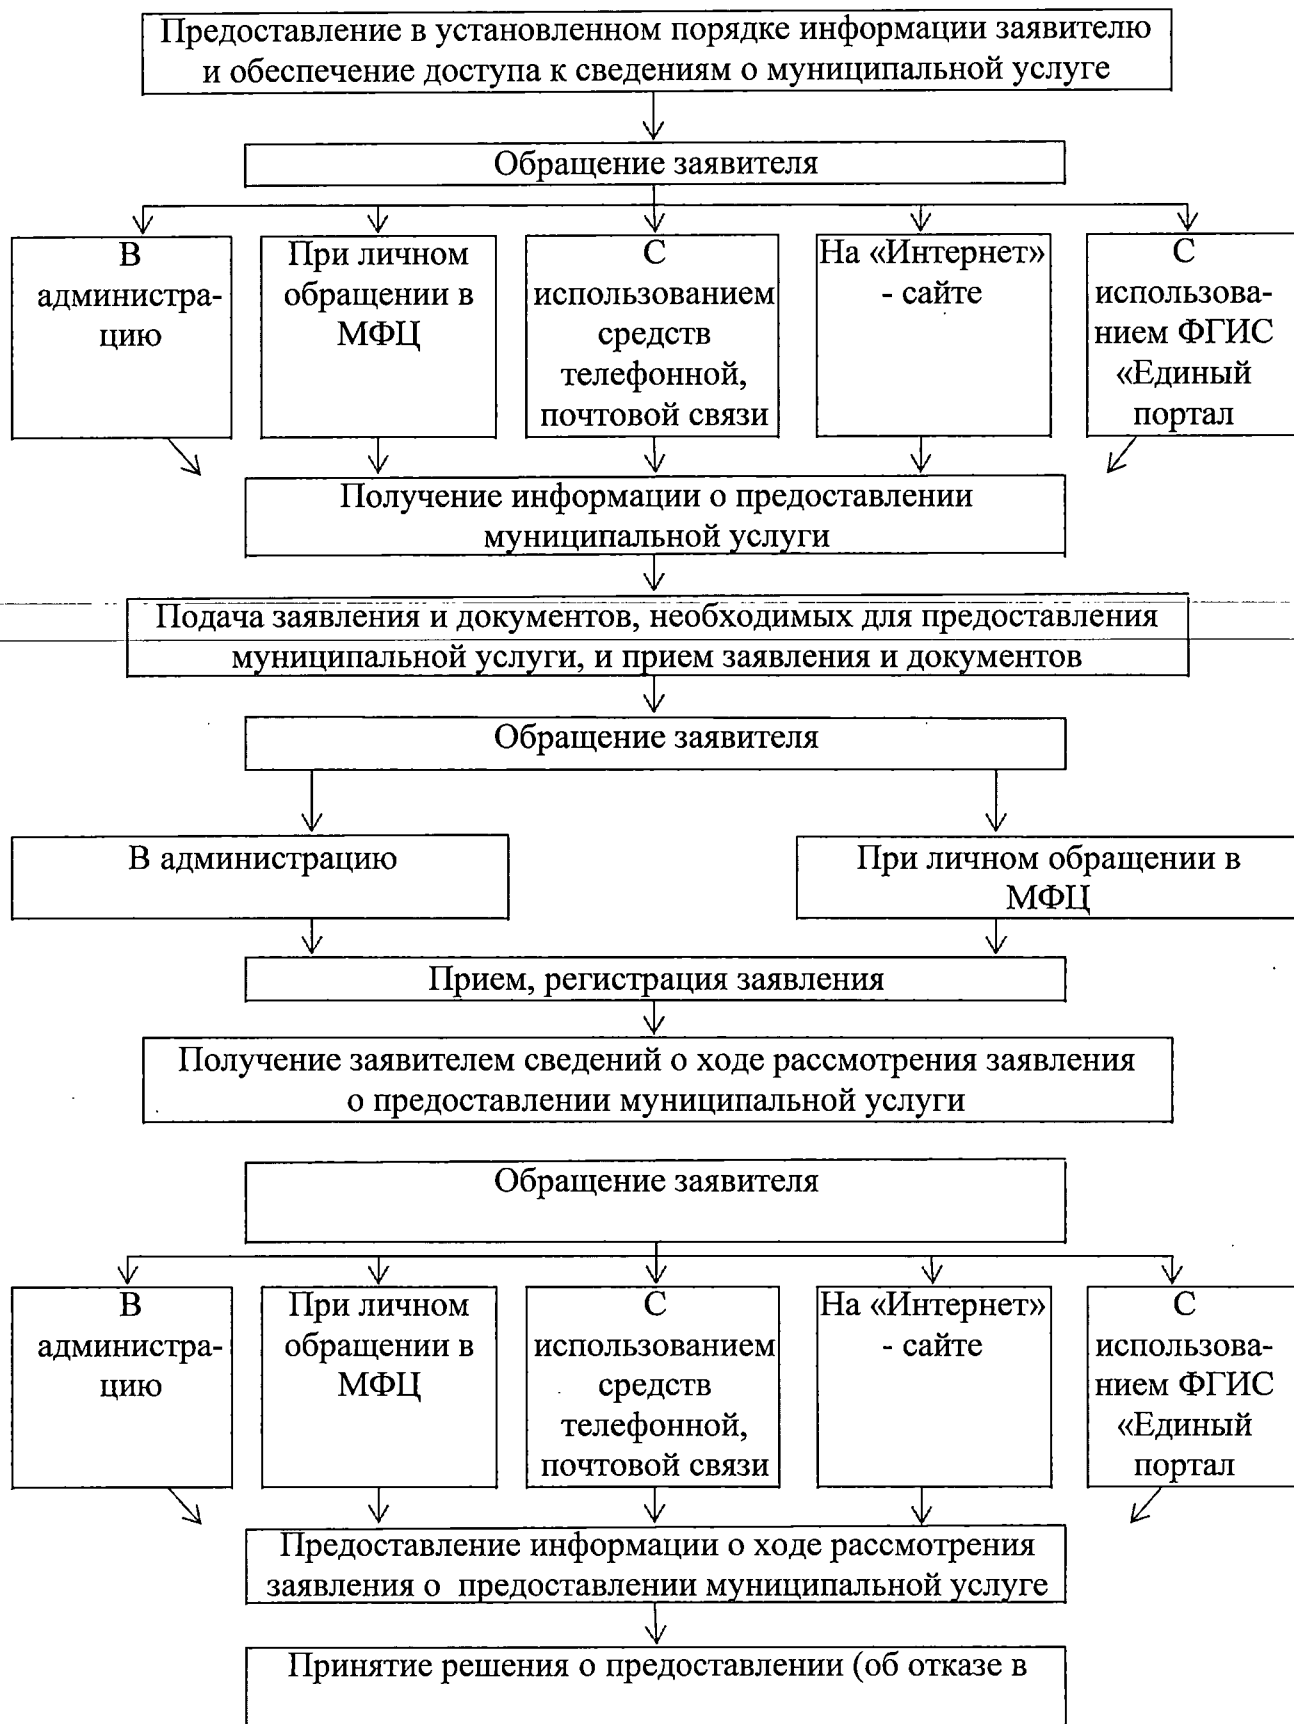 Предоставление в установленном порядке информации заявителю
и обеспечение доступа к сведениям о муниципальной услуге
Обращение заявителя
В
администра-
цию
При личном
обращении в
МФЦ
С
использованием
средств
телефонной,
почтовой связи
На «Интернет»
- сайте
С
использова-
нием ФГИС
«Единый
портал
Получение информации о предоставлении
муниципальной услуги
Подача заявления и документов, необходимых для предоставления
муниципальной услуги, и прием заявления и документов
Обращение заявителя
В администрацию
При личном обращении в
МФЦ
Прием, регистрация заявления
Получение заявителем сведений о ходе рассмотрения заявления
о предоставлении муниципальной услуги
Обращение заявителя
В
администра-
цию
При личном
обращении в
МФЦ
С
использованием
средств
телефонной,
почтовой связи
На «Интернет»
- сайте
С
использова-
нием ФГИС
«Единый
портал
Предоставление информации о ходе рассмотрения
заявления о предоставлении муниципальной услуге
Принятие решения о предоставлении (об отказе в